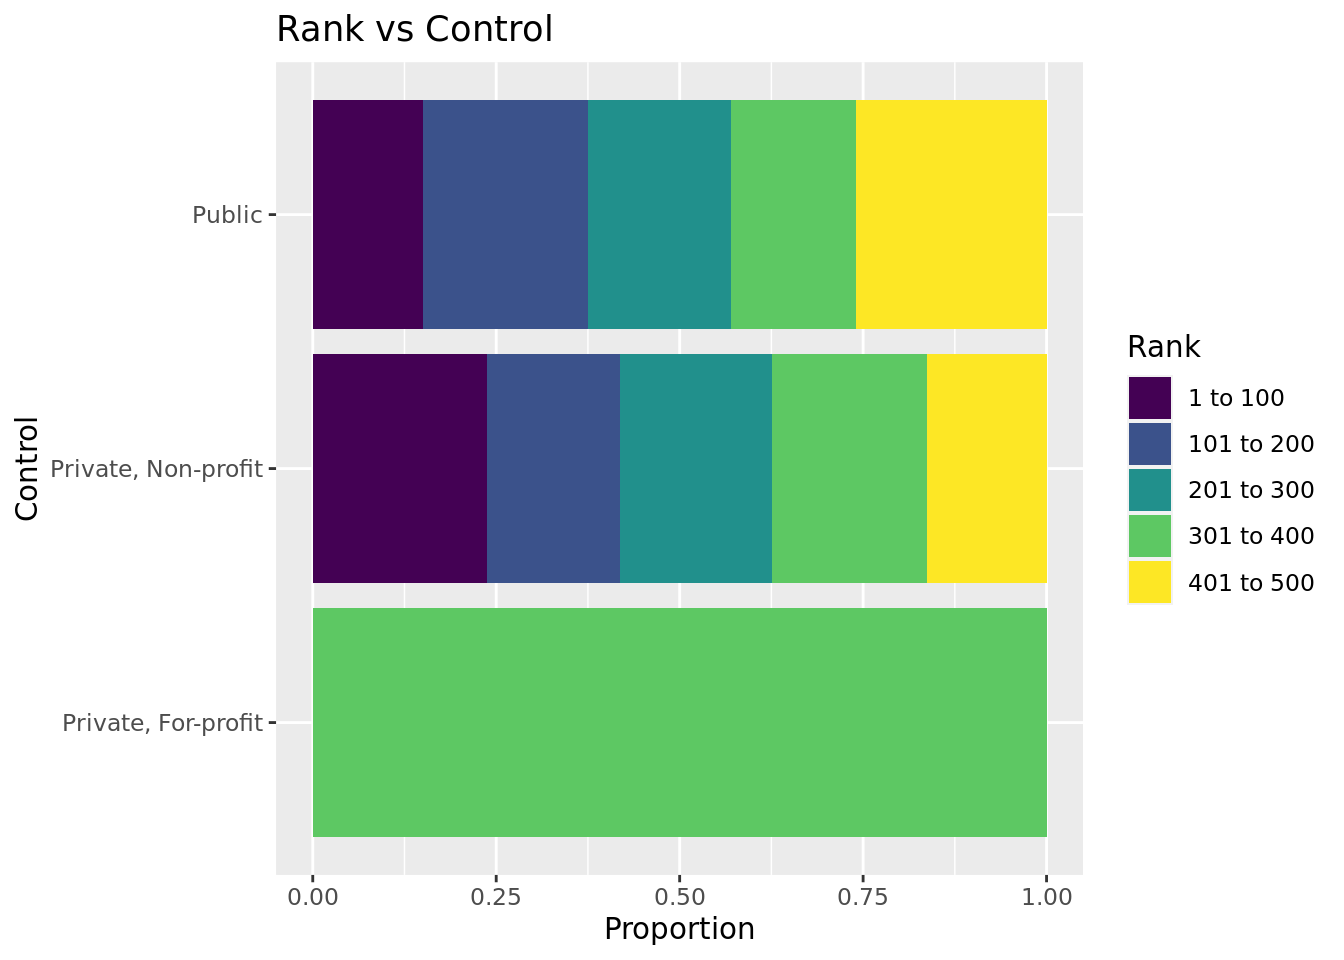 Rank vs Control
Public
Private, Non-profit
Private, For-profit
Control
0.00 0.25 0.50 0.75 1.00
Proportion
Rank
1 to 100
101 to 200
201 to 300
301 to 400
401 to 500